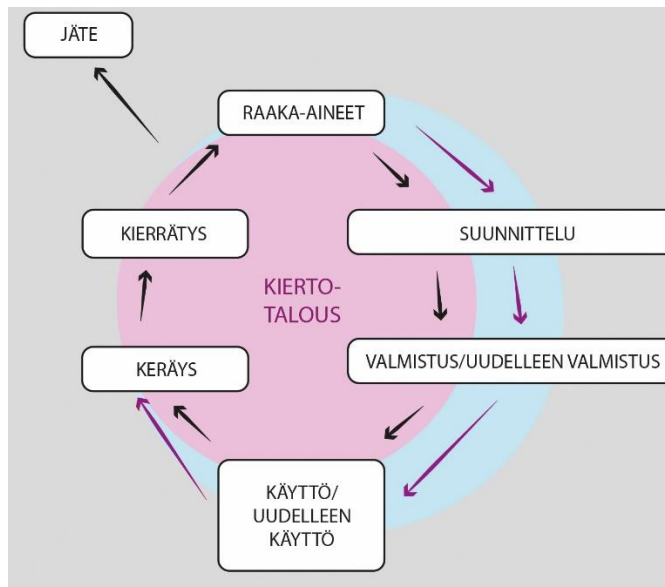 JÄTE
RAAKA-AINEET
KIERRÄTYS
SUUNNITTELU
KIERTO-
TALOUS
KERÄYS
VALMISTUS/UUDELLEEN VALMISTUS
KÄYTTÖ/
UUDELLEEN
KÄYTTÖ